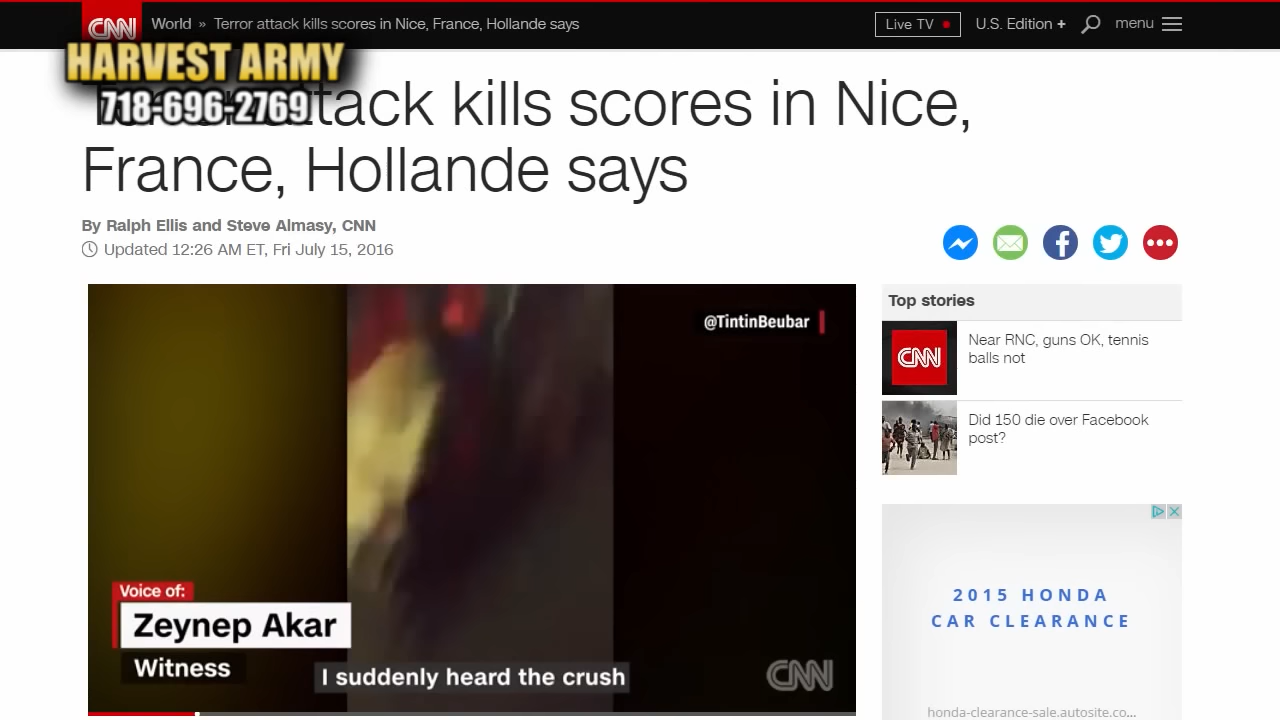 CNN World » Terror attack kills scores in Nice, France, Hollande says Live TV U.S. Edition + menu
HARVEST ARMY
718-696-2769
attack kills scores in Nice,
France, Hollande says
By Ralph Ellis and Steve Almasy, CNN
Updated 12:26 AM ET, Fri July 15, 2016
@TintinBeubar
Voice of:
Zeynep Akar
Witness
I suddenly heard the crush
CNN
Top stories
CNN
Near RNC, guns OK, tennis
balls not
Did 150 die over Facebook
post?
2015 HONDA
CAR CLEARANCE
honda-clearance-sale.autosite.co...